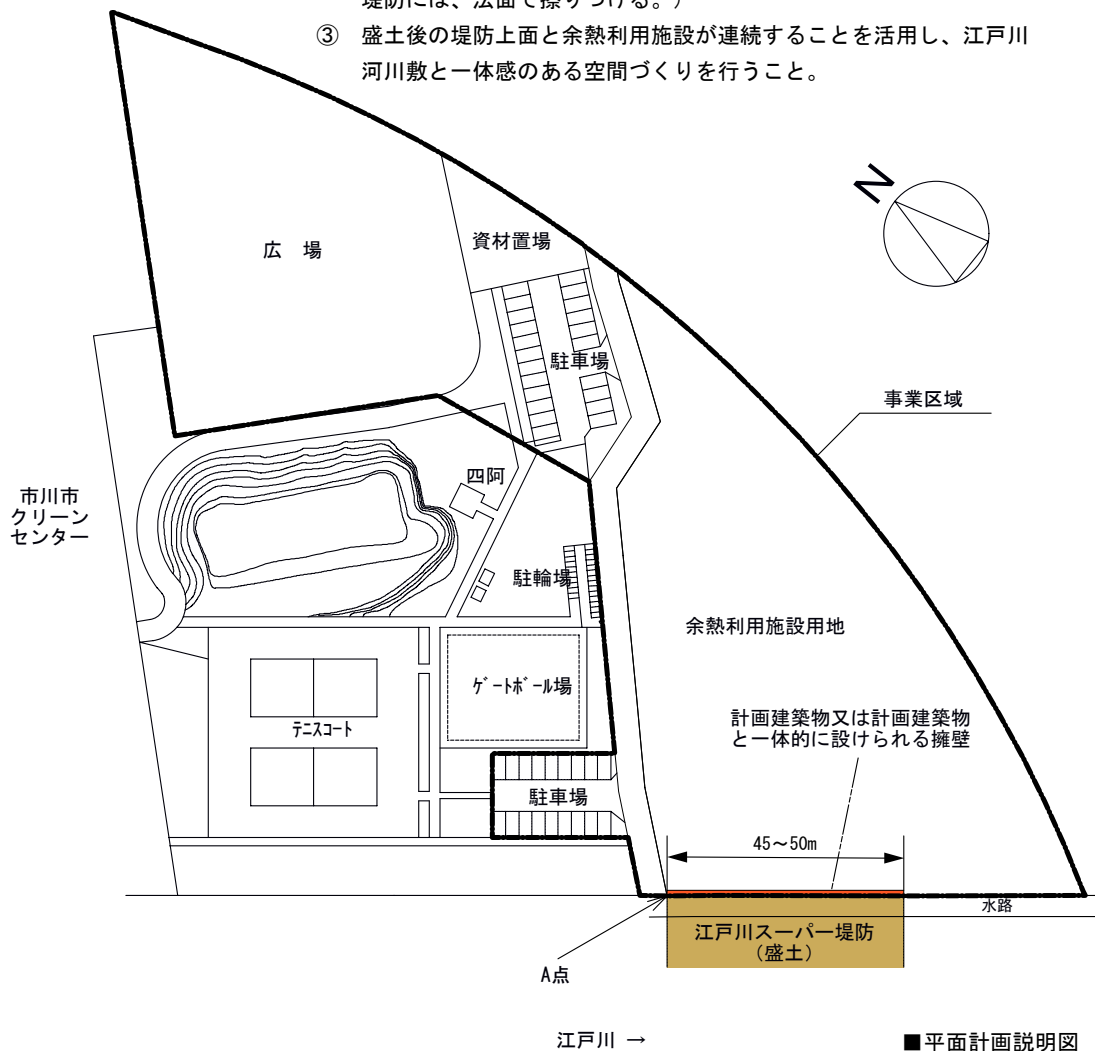 堤防には、法面で擦りつける。）
③ 盛土後の堤防上面と余熱利用施設が連続することを活用し、江戸川
河川敷と一体感のある空間づくりを行うこと。
N
広 場
資材置場
駐車場
事業区域
市川市
クリーン
センター
四阿
駐輪場
余熱利用施設用地
ｹﾞｰﾄﾎﾞｰﾙ場
ﾃﾆｽｺｰﾄ
計画建築物又は計画建築物
と一体的に設けられる擁壁
駐車場
45～50m
水路
江戸川スーパー堤防
（盛土）
A点
江戸川 →
■平面計画説明図